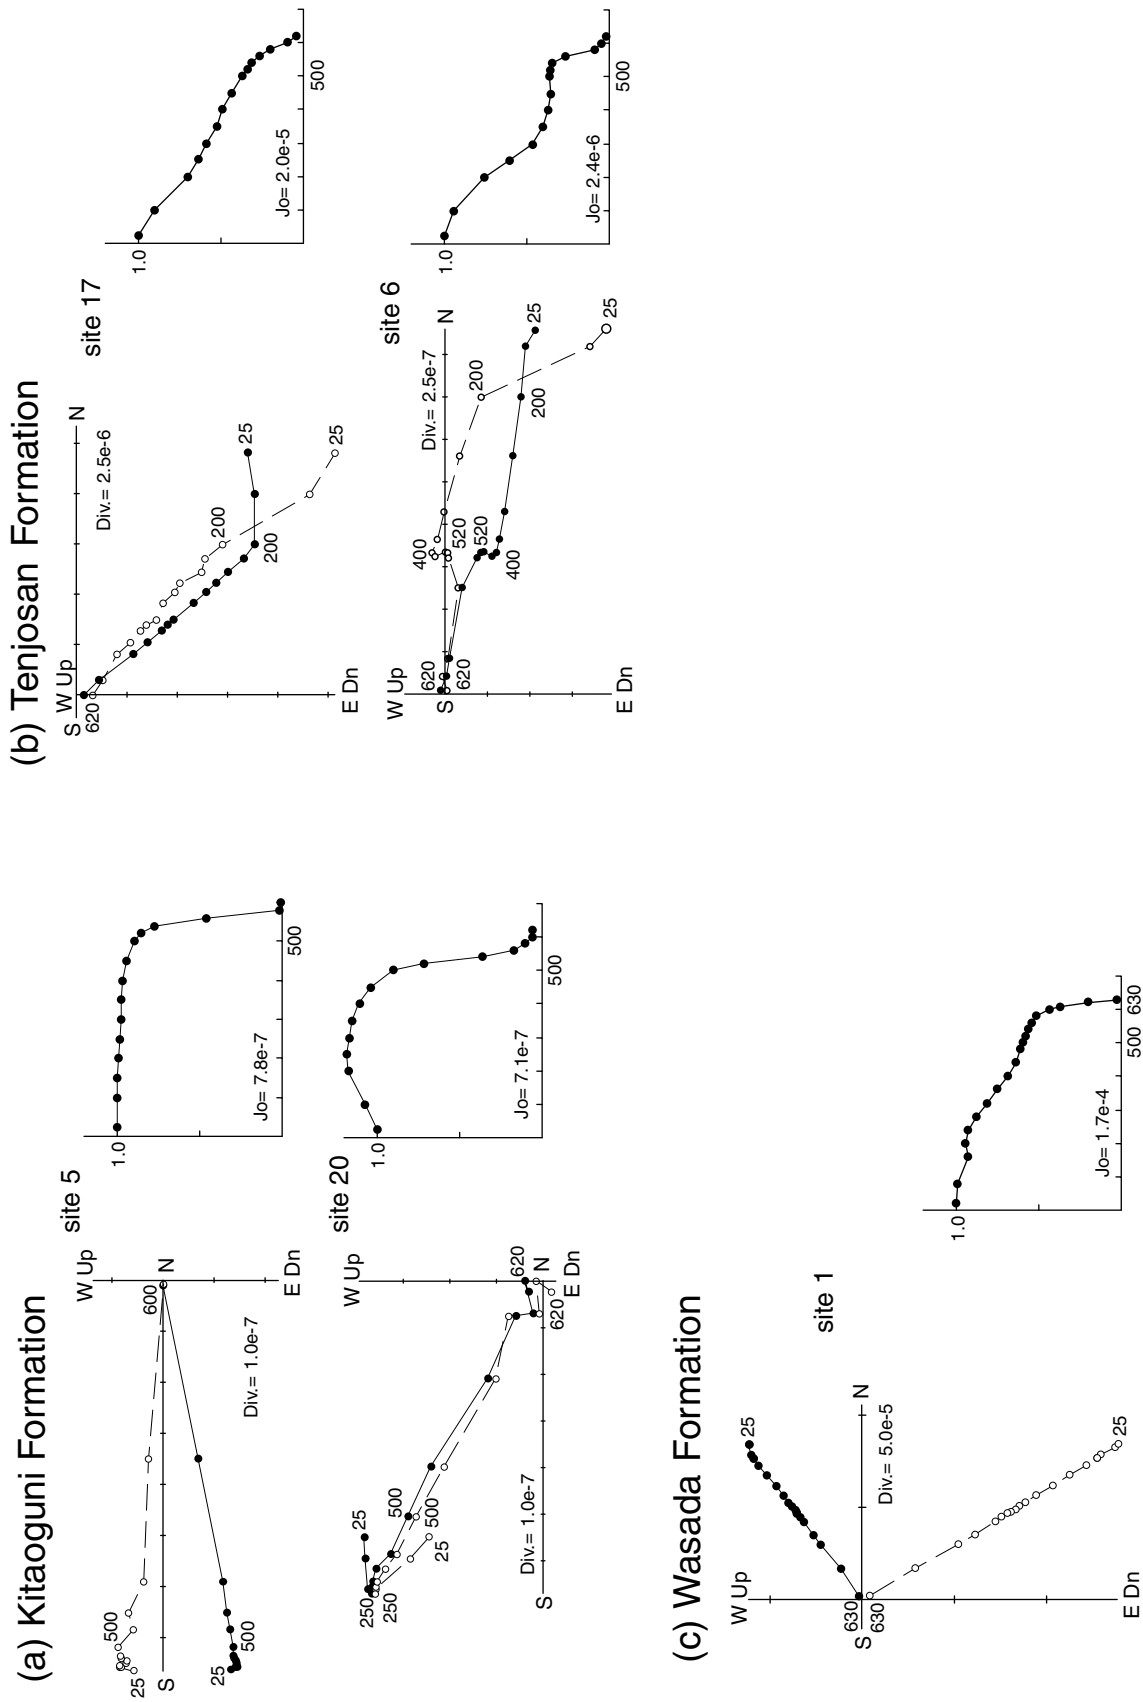 (a) Kitaoguni Formation
site 5
W Up
N
600
E Dn
Div.= 1.0e-7
S
25
500
25
500
1.0
Jo= 7.8e-7
500
site 20
W Up
620
N
E Dn
620
25
500
500
25
250
250
Div.= 1.0e-7
S
1.0
Jo= 7.1e-7
500
(b) Tenjosan Formation
site 17
S
W Up
N
620
Div.= 2.5e-6
25
200
200
25
E Dn
1.0
Jo= 2.0e-5
500
site 6
W Up
Div.= 2.5e-7
N
S
620
620
400
520
520
400
200
200
25
25
E Dn
1.0
Jo= 2.4e-6
500
(c) Wasada Formation
site 1
W Up
25
N
Div.= 5.0e-5
S
630
630
25
E Dn
1.0
Jo= 1.7e-4
500
630